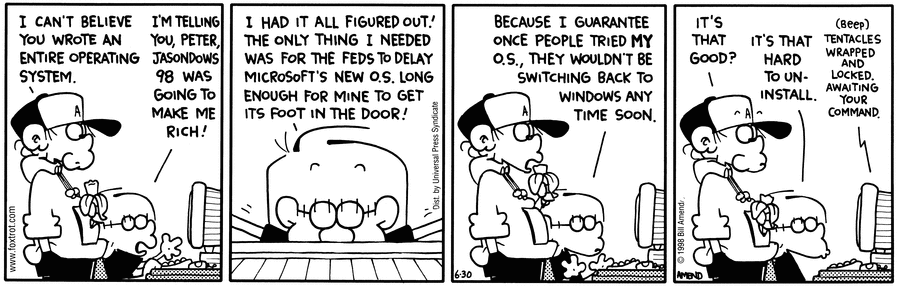 I CAN'T BELIEVE
YOU WROTE AN
ENTIRE OPERATING
SYSTEM.
I'M TELLING
YOU, PETER,
JASONDOWS
98 WAS
GOING TO
MAKE ME
RICH!
A
www.foxtrot.com
I HAD IT ALL FIGURED OUT!
THE ONLY THING I NEEDED
WAS FOR THE FEDS TO DELAY
MICROSOFT'S NEW O.S. LONG
ENOUGH FOR MINE TO GET
ITS FOOT IN THE DOOR!
Dist. by Universal Press Syndicate
BECAUSE I GUARANTEE
ONCE PEOPLE TRIED MY
O.S., THEY WOULDN'T BE
SWITCHING BACK TO
WINDOWS ANY
TIME SOON.
6-30
IT'S
THAT
GOOD?
IT'S THAT
HARD
TO UN-
INSTALL.
(BEEP)
TENTACLES
WRAPPED
AND
LOCKED.
AWAITING
YOUR
COMMAND.
A
© 1998 Bill Amend/
AMEND